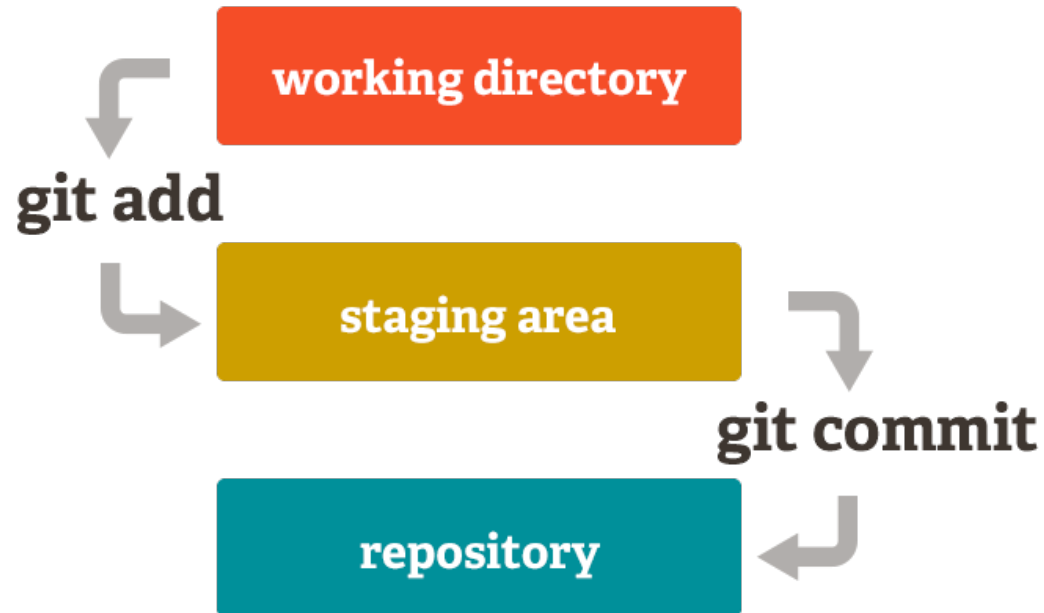 working directory
git add
staging area
git commit
repository